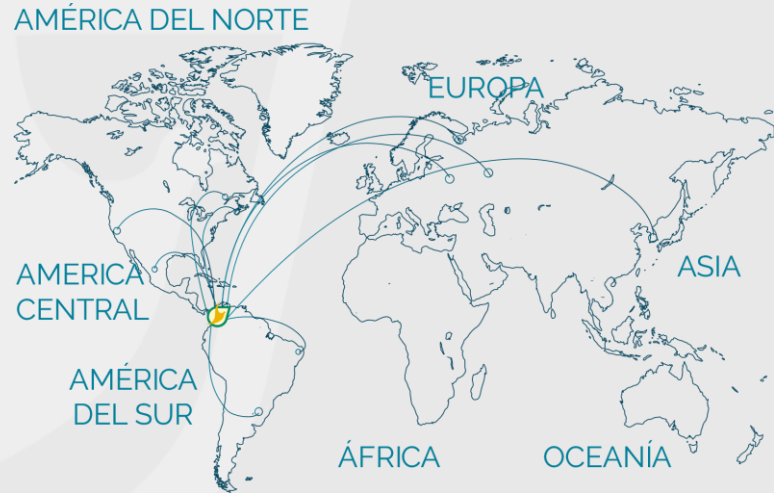 AMÉRICA DEL NORTE
EUROPA
AMERICA
CENTRAL
ASIA
AMÉRICA
DEL SUR
ÁFRICA
OCEANÍA